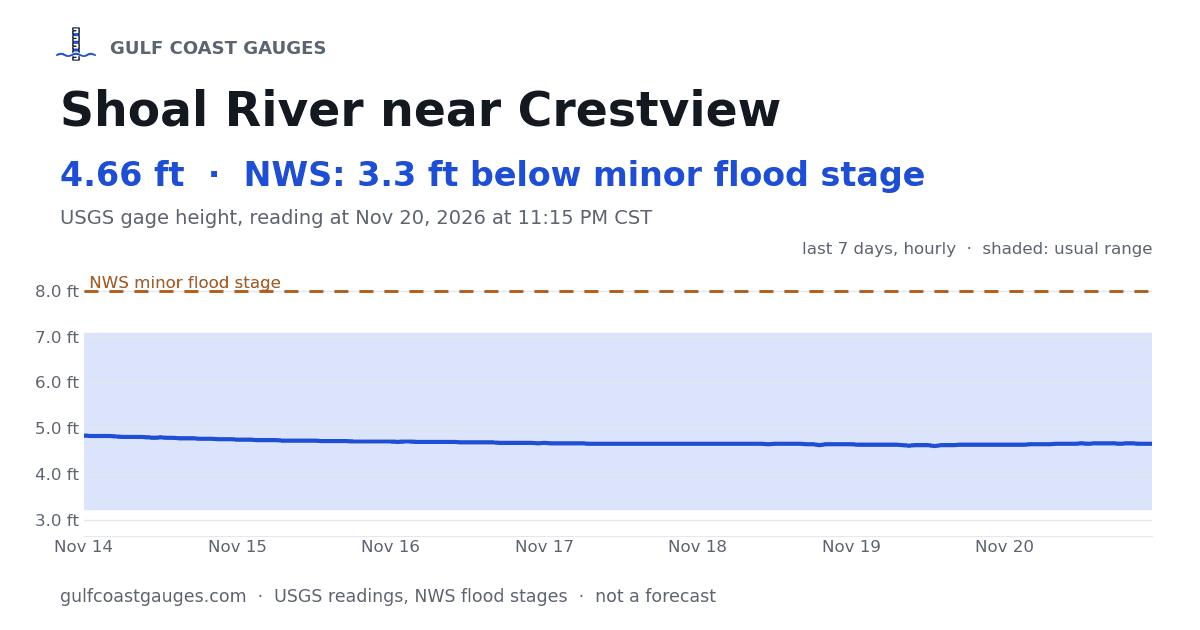 GULF COAST GAUGES
Shoal River near Crestview
4.66 ft · NWS: 3.3 ft below minor flood stage
USGS gage height, reading at Nov 20, 2026 at 11:15 PM CST
last 7 days, hourly · shaded: usual range
NWS minor flood stage
8.0 ft
7.0 ft
6.0 ft
5.0 ft
4.0 ft
3.0 ft
Nov 14 Nov 15 Nov 16 Nov 17 Nov 18 Nov 19 Nov 20
gulfcoastgauges.com · USGS readings, NWS flood stages · not a forecast